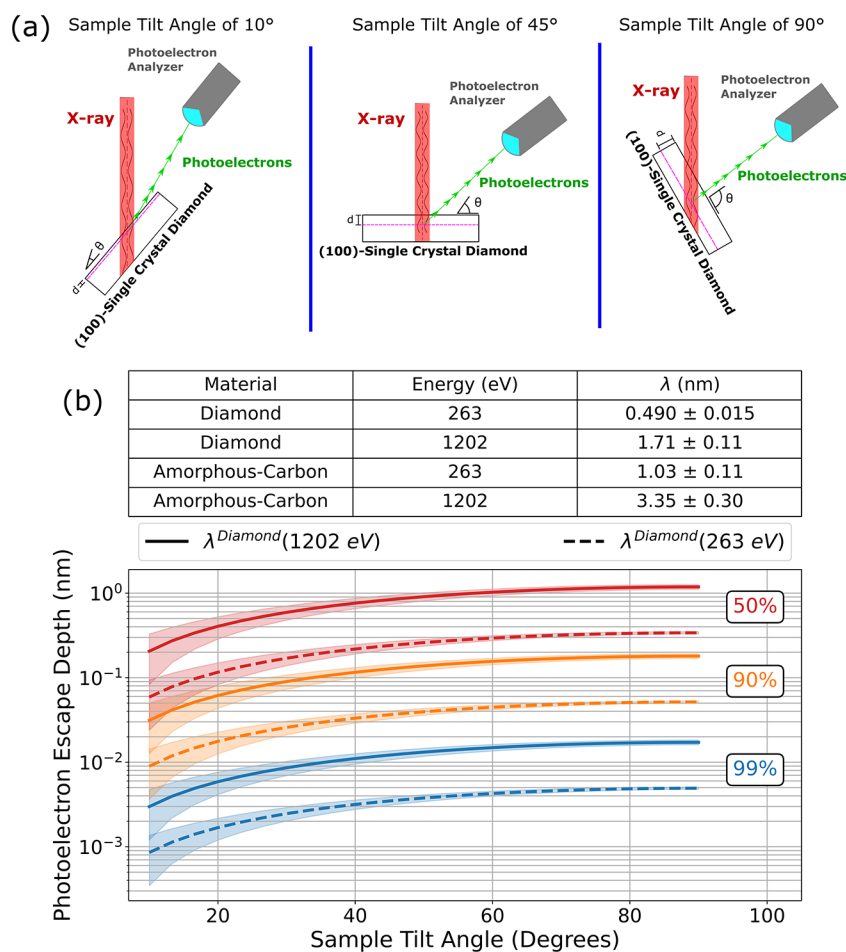 (a)
Sample Tilt Angle of 10°
Photoelectron
Analyzer
X-ray
Photoelectrons
θ
d
(100)-Single Crystal Diamond
Sample Tilt Angle of 45°
Photoelectron
Analyzer
X-ray
Photoelectrons
d
θ
(100)-Single Crystal Diamond
Sample Tilt Angle of 90°
Photoelectron
Analyzer
X-ray
Photoelectrons
d
θ
(100)-Single Crystal Diamond
(b)
Material Energy (eV) λ (nm)
Diamond 263 0.490 ± 0.015
Diamond 1202 1.71 ± 0.11
Amorphous-Carbon 263 1.03 ± 0.11
Amorphous-Carbon 1202 3.35 ± 0.30
λ^Diamond(1202 eV) λ^Diamond(263 eV)
Photoelectron Escape Depth (nm)
10^0
10^-1
10^-2
10^-3
50%
90%
99%
20 40 60 80 100
Sample Tilt Angle (Degrees)